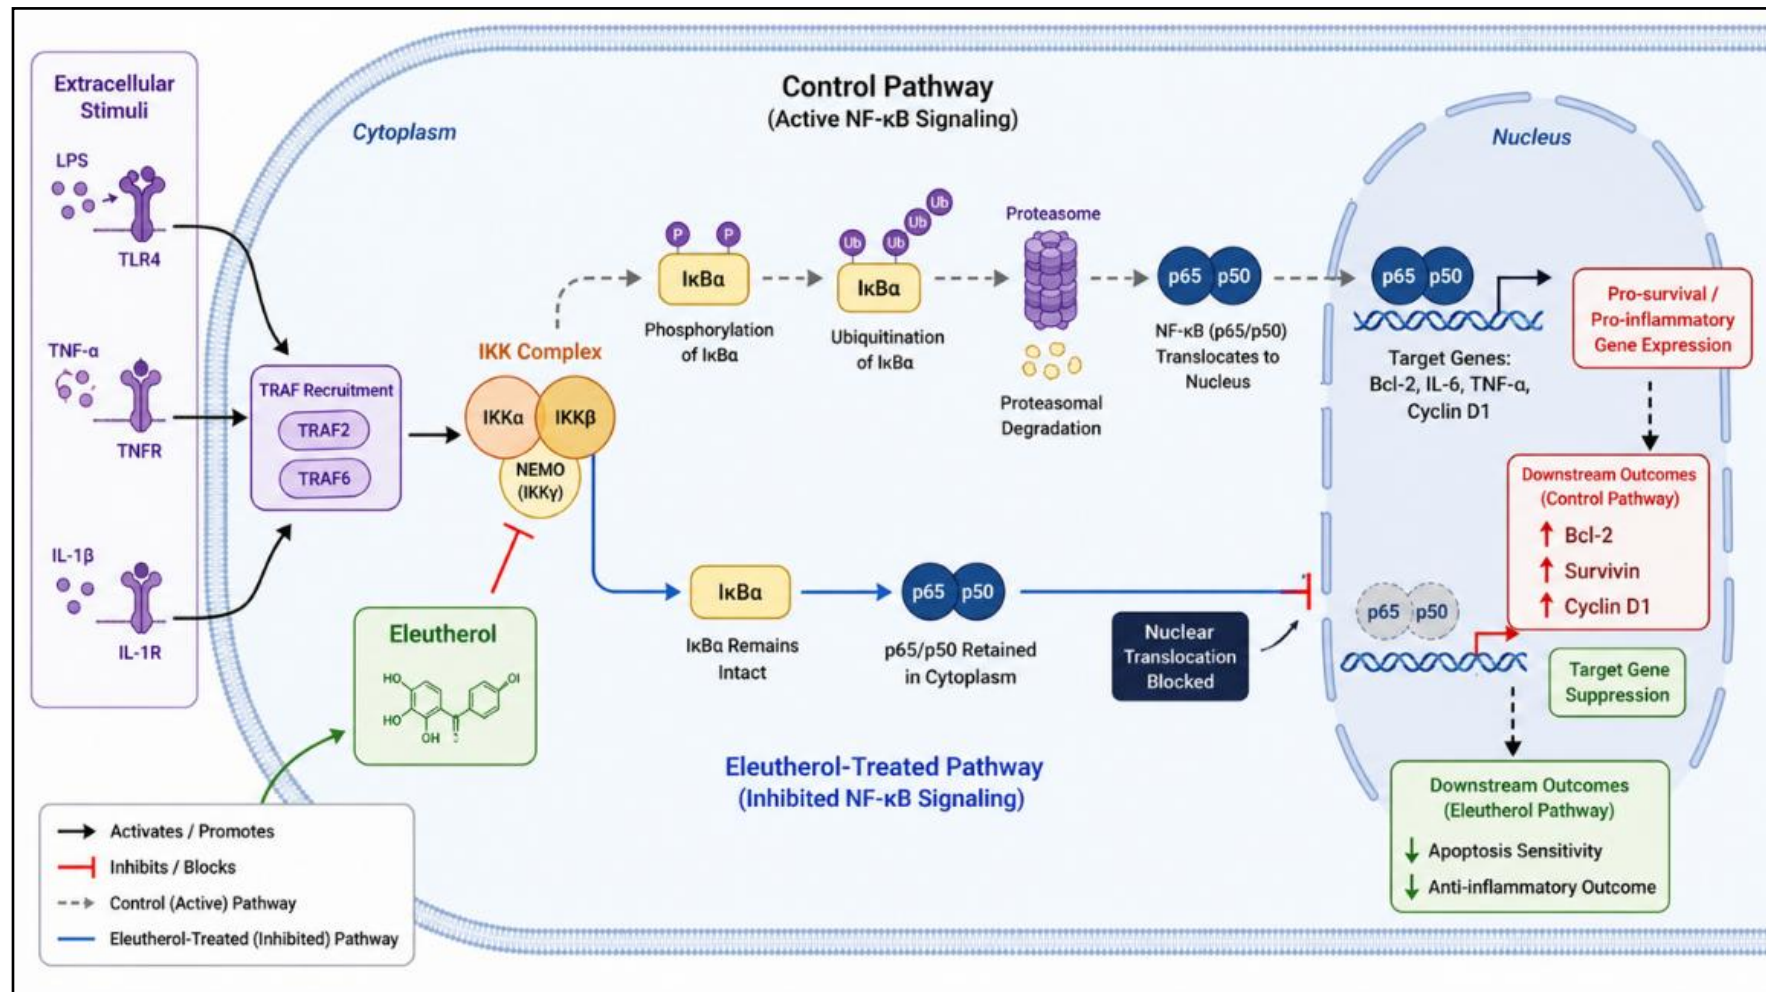 Extracellular
Stimuli
LPS
TLR4
TNF-α
TNFR
IL-1β
IL-1R
Cytoplasm
Control Pathway
(Active NF-κB Signaling)
Nucleus
TRAF Recruitment
TRAF2
TRAF6
IKK Complex
IKKα
IKKβ
NEMO
(IKKγ)
P
P
IκBα
Phosphorylation
of IκBα
Ub
Ub
Ub
Ub
IκBα
Ubiquitination
of IκBα
Proteasome
Proteasomal
Degradation
p65 p50
NF-κB (p65/p50)
Translocates to
Nucleus
p65 p50
Target Genes:
Bcl-2, IL-6, TNF-α,
Cyclin D1
Pro-survival /
Pro-inflammatory
Gene Expression
Downstream Outcomes
(Control Pathway)
↑ Bcl-2
↑ Survivin
↑ Cyclin D1
Eleutherol
HO
HO
OH
OI
IκBα
IκBα Remains
Intact
p65 p50
p65/p50 Retained
in Cytoplasm
Nuclear
Translocation
Blocked
p65 p50
Target Gene
Suppression
Eleutherol-Treated Pathway
(Inhibited NF-κB Signaling)
Downstream Outcomes
(Eleutherol Pathway)
↓ Apoptosis Sensitivity
↓ Anti-inflammatory Outcome
Activates / Promotes
Inhibits / Blocks
Control (Active) Pathway
Eleutherol-Treated (Inhibited) Pathway